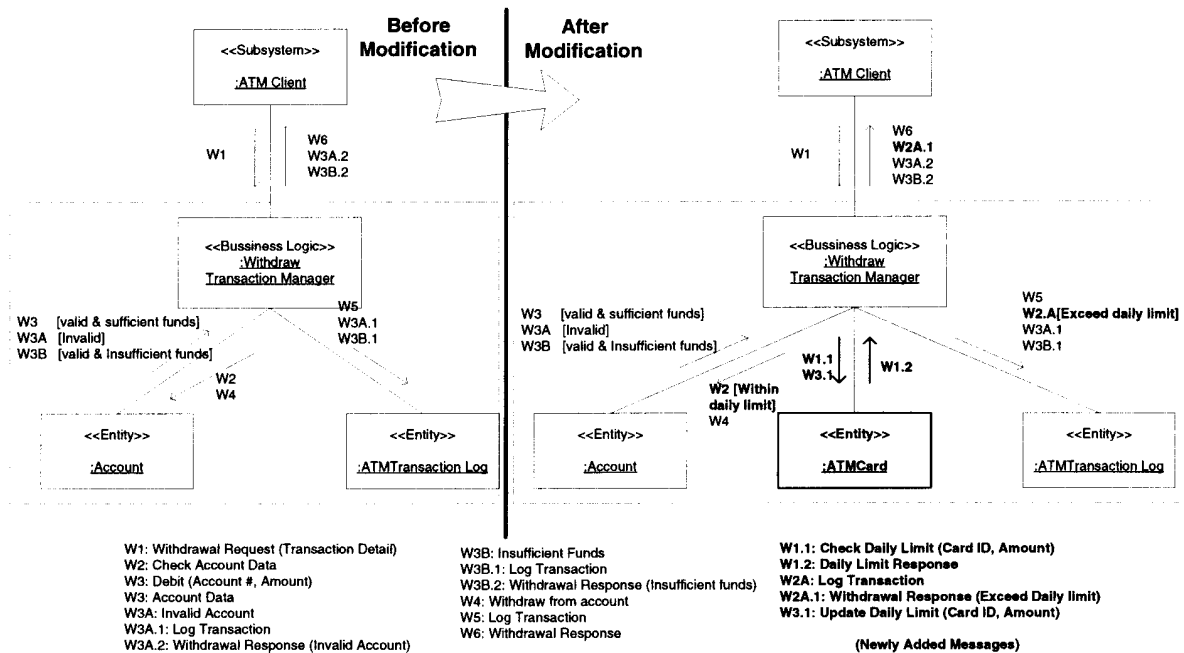 Before
Modification
After
Modification
<<Subsystem>>
:ATM Client
W1
W6
W3A.2
W3B.2
<<Bussiness Logic>>
:Withdraw
Transaction Manager
W3 [valid & sufficient funds]
W3A [Invalid]
W3B [valid & Insufficient funds]
W5
W3A.1
W3B.1
W2
W4
<<Entity>>
:Account
<<Entity>>
:ATMTransaction Log
<<Subsystem>>
:ATM Client
W1
W6
W2A.1
W3A.2
W3B.2
<<Bussiness Logic>>
:Withdraw
Transaction Manager
W3 [valid & sufficient funds]
W3A [Invalid]
W3B [valid & Insufficient funds]
W5
W2.A[Exceed daily limit]
W3A.1
W3B.1
W1.1
W3.1
W1.2
W2 [Within
daily limit]
W4
<<Entity>>
:Account
<<Entity>>
:ATMCard
<<Entity>>
:ATMTransaction Log
W1: Withdrawal Request (Transaction Detail)
W2: Check Account Data
W3: Debit (Account #, Amount)
W3: Account Data
W3A: Invalid Account
W3A.1: Log Transaction
W3A.2: Withdrawal Response (Invalid Account)
W3B: Insufficient Funds
W3B.1: Log Transaction
W3B.2: Withdrawal Response (Insufficient funds)
W4: Withdraw from account
W5: Log Transaction
W6: Withdrawal Response
W1.1: Check Daily Limit (Card ID, Amount)
W1.2: Daily Limit Response
W2A: Log Transaction
W2A.1: Withdrawal Response (Exceed Daily limit)
W3.1: Update Daily Limit (Card ID, Amount)
(Newly Added Messages)